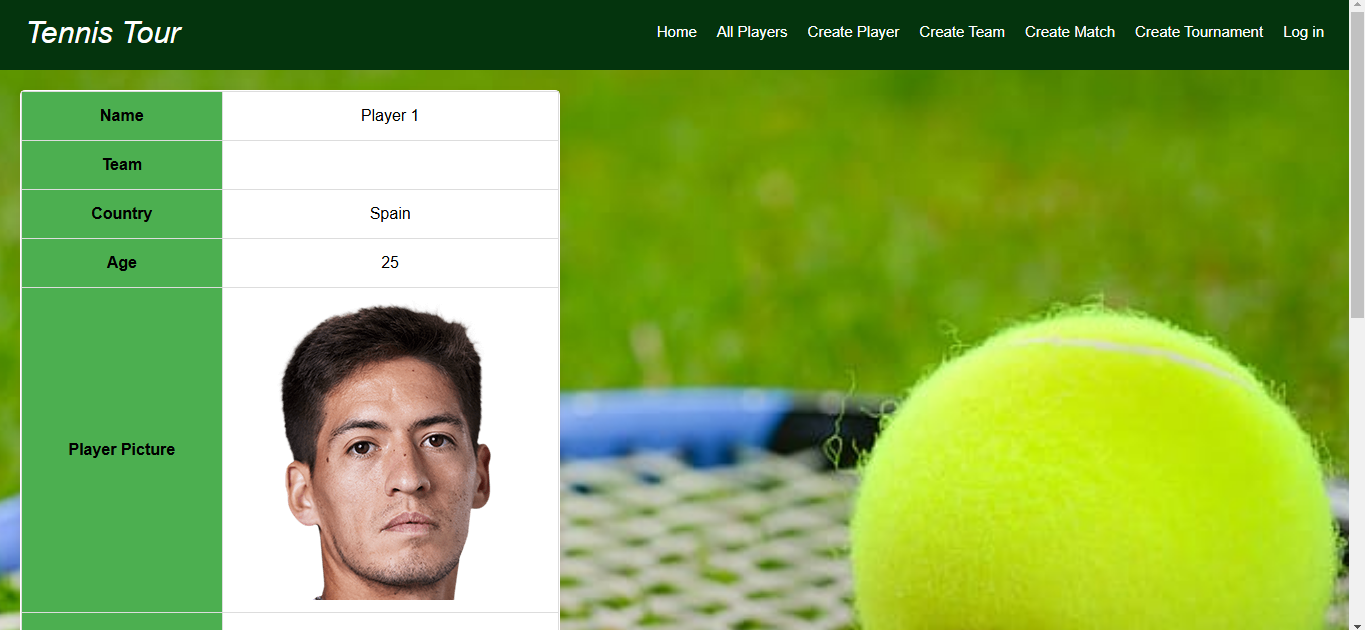 Tennis Tour
Home All Players Create Player Create Team Create Match Create Tournament Log in
Name Player 1
Team
Country Spain
Age 25
Player Picture